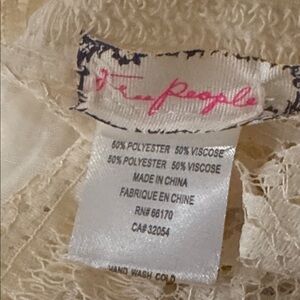 Free People
60% POLYESTER 50% VISCOSE
50% POLYESTER 50% VISCOSE
MADE IN CHINA
FABRIQUE EN CHINE
RN# 66170
CA# 32054
HAND WASH COLD